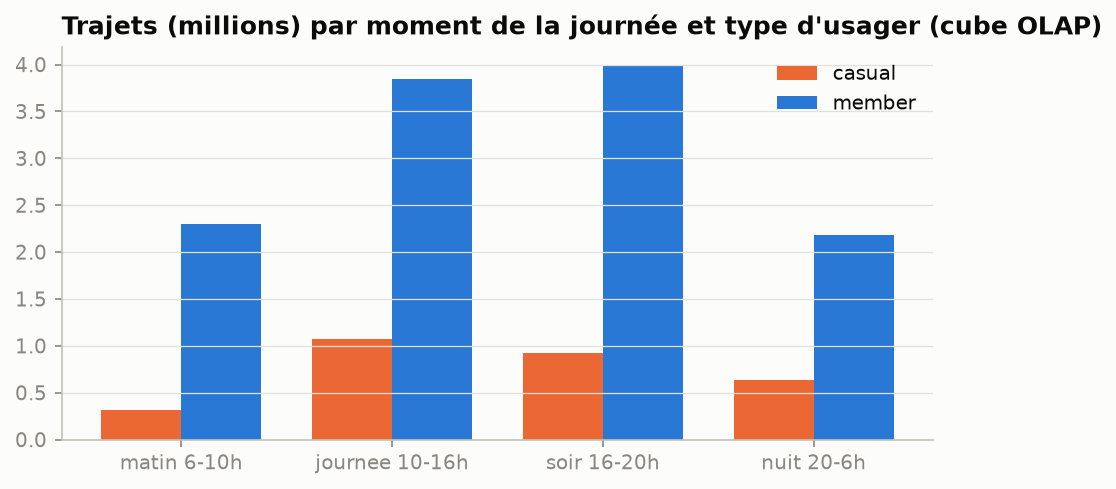 Trajets (millions) par moment de la journée et type d'usager (cube OLAP)
4.0
3.5
3.0
2.5
2.0
1.5
1.0
0.5
0.0
casual
member
matin 6-10h
journee 10-16h
soir 16-20h
nuit 20-6h